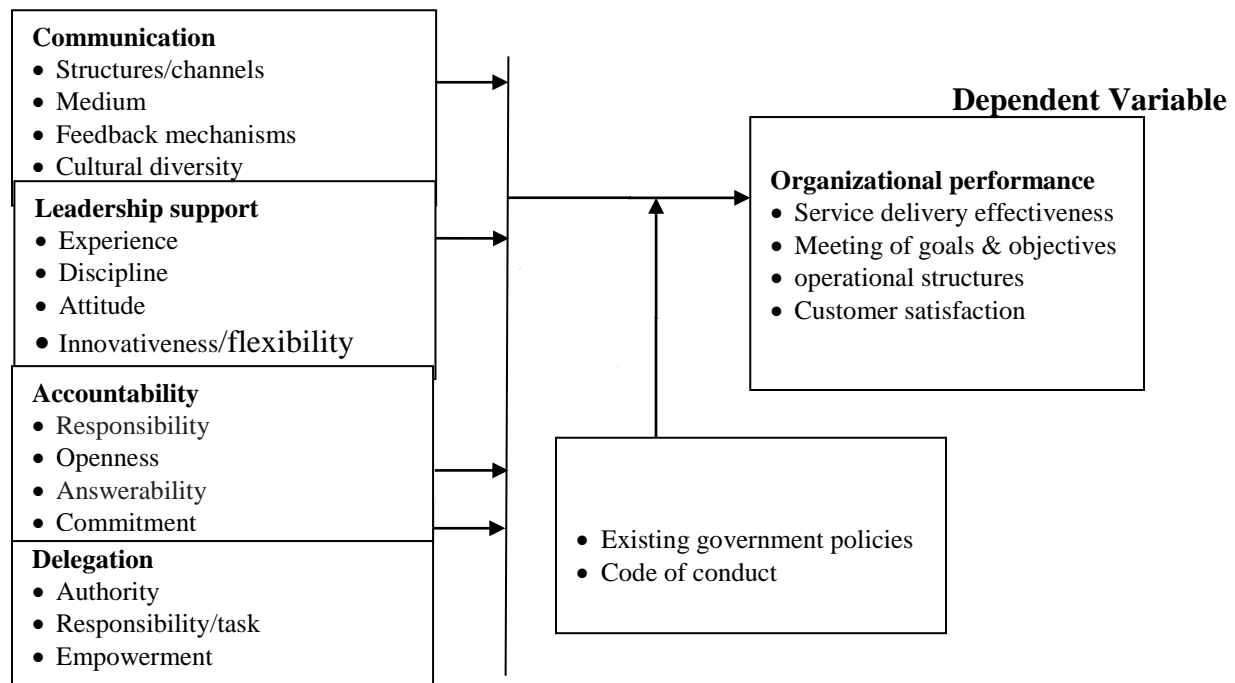 Communication
• Structures/channels
• Medium
• Feedback mechanisms
• Cultural diversity
Leadership support
• Experience
• Discipline
• Attitude
• Innovativeness/flexibility
Accountability
• Responsibility
• Openness
• Answerability
• Commitment
Delegation
• Authority
• Responsibility/task
• Empowerment
Dependent Variable
Organizational performance
• Service delivery effectiveness
• Meeting of goals & objectives
• operational structures
• Customer satisfaction
• Existing government policies
• Code of conduct